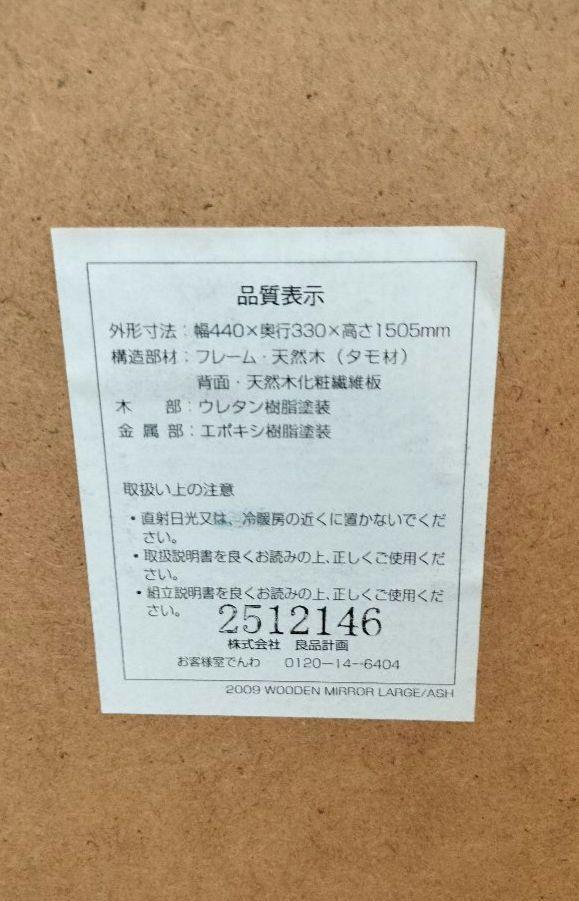 品質表示
外形寸法：幅440×奥行330×高さ1505mm
構造部材：フレーム・天然木（タモ材）
背面・天然木化粧繊維板
木　　部：ウレタン樹脂塗装
金 属 部：エポキシ樹脂塗装
取扱い上の注意
・直射日光又は、冷暖房の近くに置かないでくだ
さい。
・取扱説明書を良くお読みの上、正しくご使用くだ
さい。
・組立説明書を良くお読みの上、正しくご使用くだ
さい。
2512146
株式会社　良品計画
お客様室でんわ　0120－14－6404
2009 WOODEN MIRROR LARGE/ASH